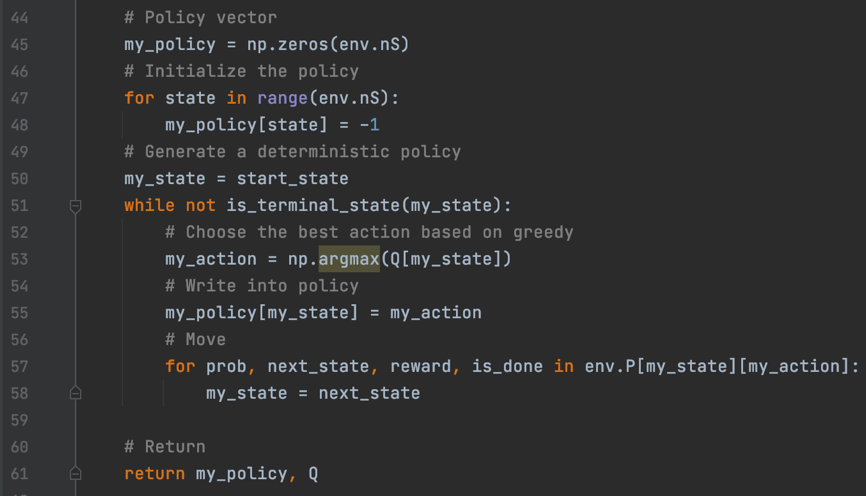 44 # Policy vector
45 my_policy = np.zeros(env.nS)
46 # Initialize the policy
47 for state in range(env.nS):
48 my_policy[state] = -1
49 # Generate a deterministic policy
50 my_state = start_state
51 while not is_terminal_state(my_state):
52 # Choose the best action based on greedy
53 my_action = np.argmax(Q[my_state])
54 # Write into policy
55 my_policy[my_state] = my_action
56 # Move
57 for prob, next_state, reward, is_done in env.P[my_state][my_action]:
58 my_state = next_state
59
60 # Return
61 return my_policy, Q